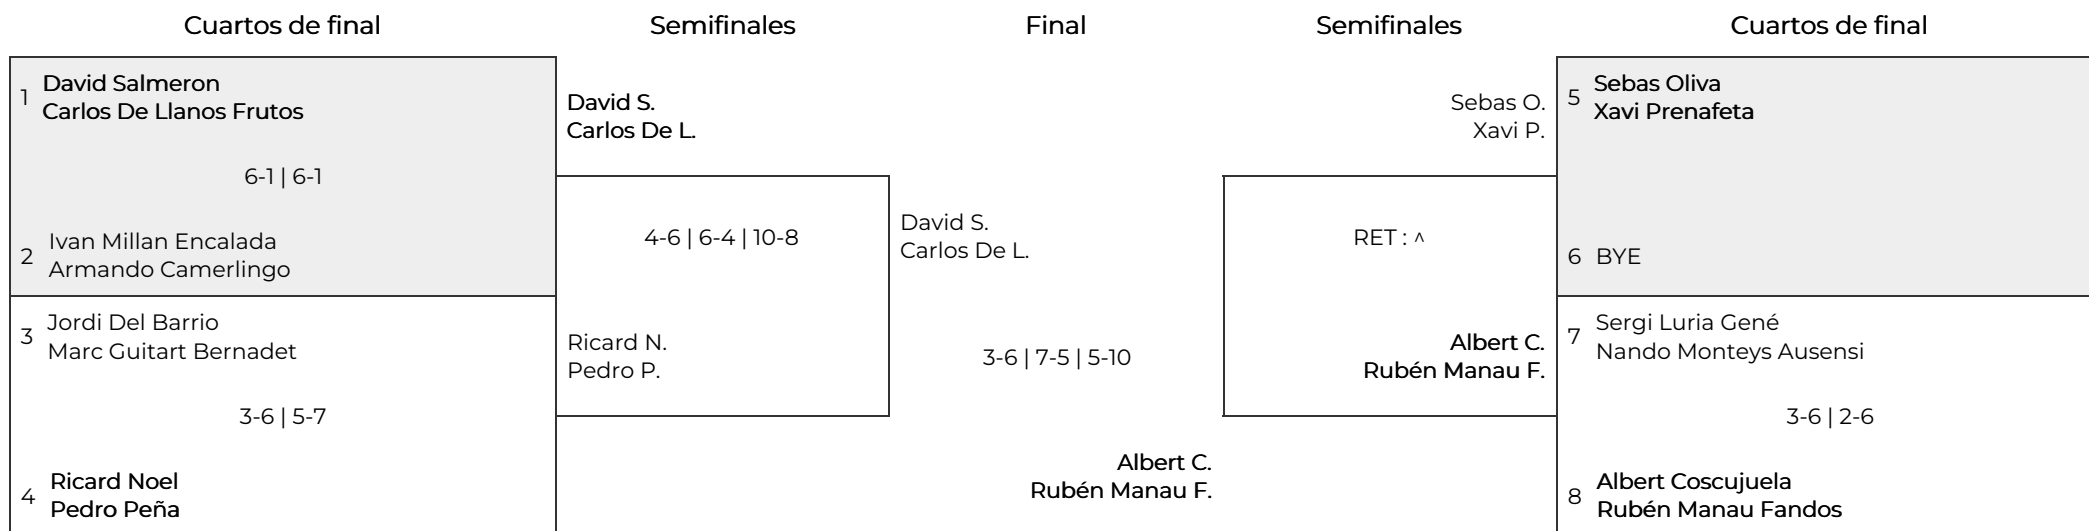 Cuartos de final
Semifinales
Final
Semifinales
Cuartos de final
1
David Salmeron
Carlos De Llanos Frutos
6-1 | 6-1
2
Ivan Millan Encalada
Armando Camerlingo
3
Jordi Del Barrio
Marc Guitart Bernadet
3-6 | 5-7
4
Ricard Noel
Pedro Peña
David S.
Carlos De L.
4-6 | 6-4 | 10-8
Ricard N.
Pedro P.
David S.
Carlos De L.
3-6 | 7-5 | 5-10
Albert C.
Rubén Manau F.
Sebas O.
Xavi P.
RET : ^
Albert C.
Rubén Manau F.
5
Sebas Oliva
Xavi Prenafeta
6 BYE
7
Sergi Luria Gené
Nando Monteys Ausensi
3-6 | 2-6
8
Albert Coscujuela
Rubén Manau Fandos